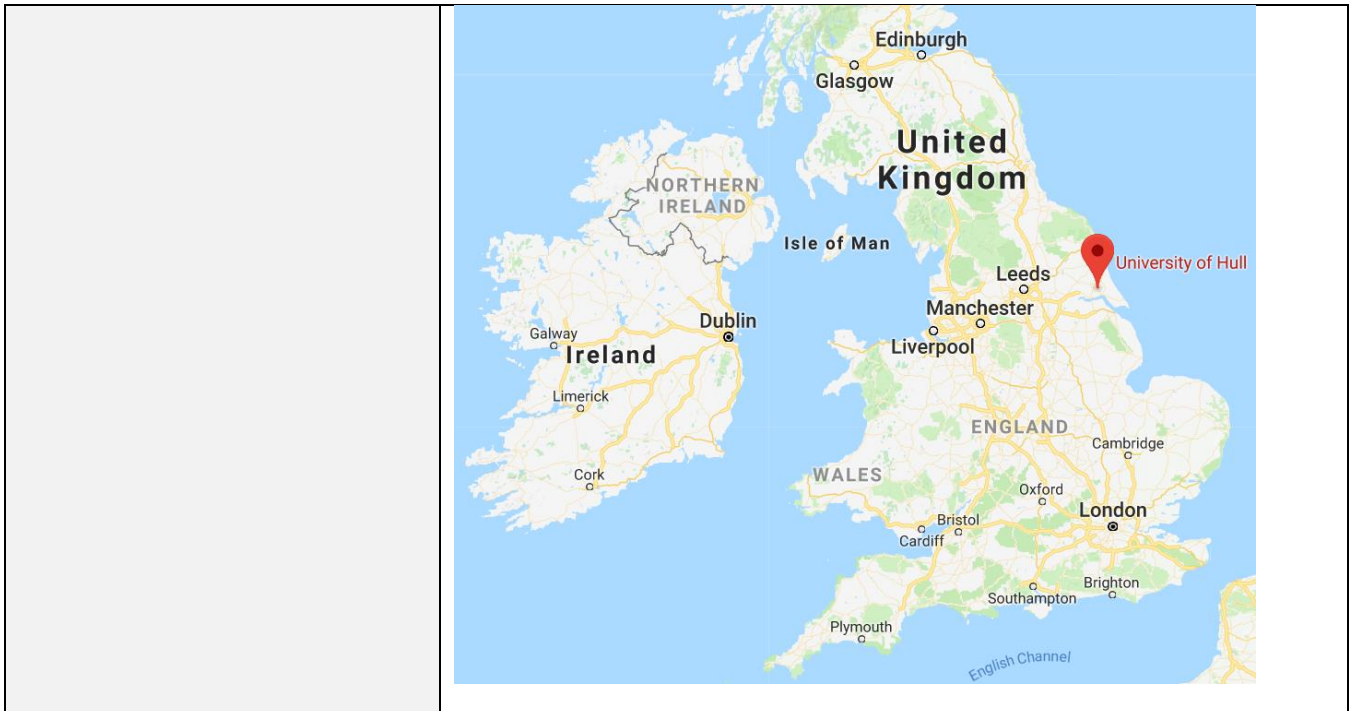 Edinburgh
Glasgow
United
Kingdom
NORTHERN
IRELAND
Isle of Man
University of Hull
Leeds
Manchester
Dublin
Galway
Liverpool
Ireland
Limerick
ENGLAND
Cambridge
WALES
Cork
Oxford
London
Bristol
Cardiff
Brighton
Southampton
Plymouth
English Channel